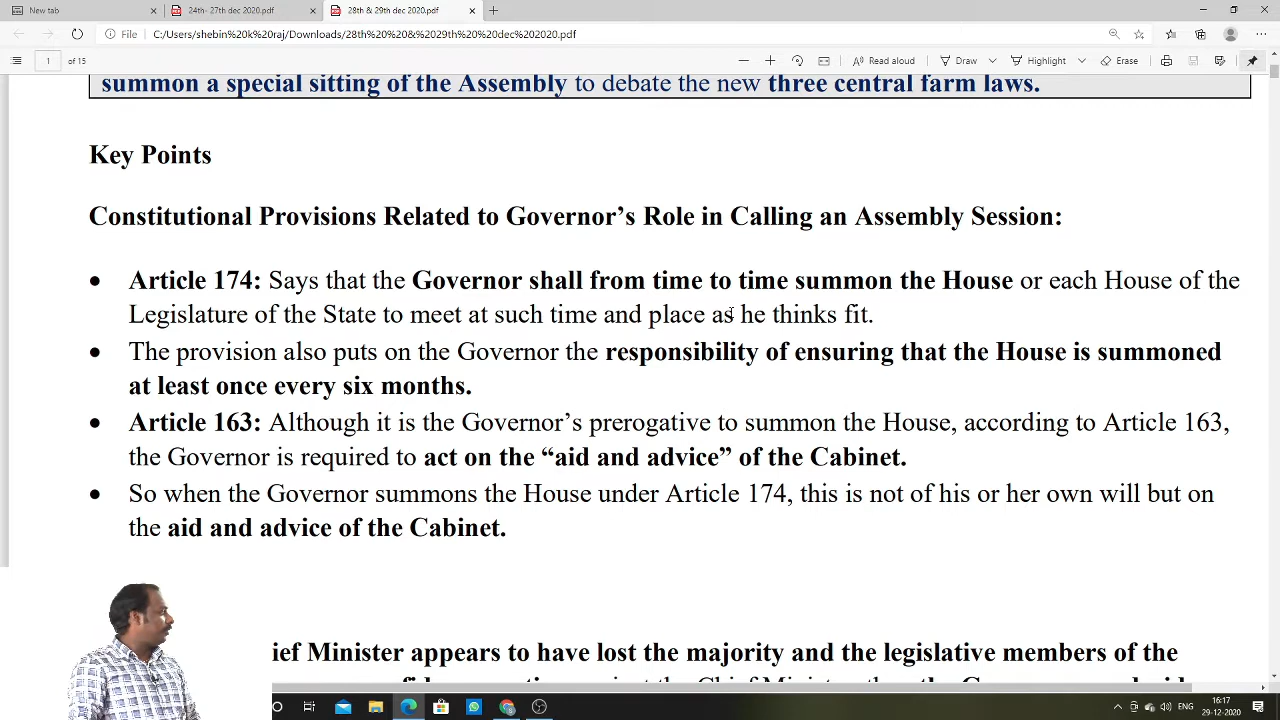 New tab
24th- 27th dec 2020.pdf
28th & 29th dec 2020.pdf
File
C:/Users/shebin%20k%20raj/Downloads/28th%20%20&%2029th%20%20dec%202020.pdf
1 of 15
Read aloud
Draw
Highlight
Erase
summon a special sitting of the Assembly to debate the new three central farm laws.
Key Points
Constitutional Provisions Related to Governor’s Role in Calling an Assembly Session:
• Article 174: Says that the Governor shall from time to time summon the House or each House of the
Legislature of the State to meet at such time and place as he thinks fit.
• The provision also puts on the Governor the responsibility of ensuring that the House is summoned
at least once every six months.
• Article 163: Although it is the Governor’s prerogative to summon the House, according to Article 163,
the Governor is required to act on the “aid and advice” of the Cabinet.
• So when the Governor summons the House under Article 174, this is not of his or her own will but on
the aid and advice of the Cabinet.
ief Minister appears to have lost the majority and the legislative members of the
ENG
16:17
29-12-2020